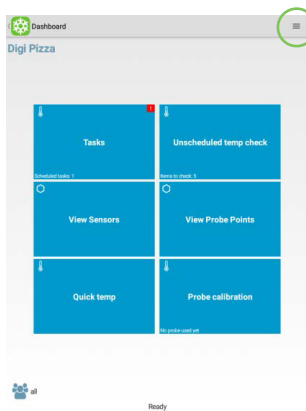 Dashboard
Digi Pizza
!
Tasks
Scheduled tasks: 1
Unscheduled temp check
Items to check: 5
View Sensors
View Probe Points
Quick temp
Probe calibration
No probe used yet
all
Ready